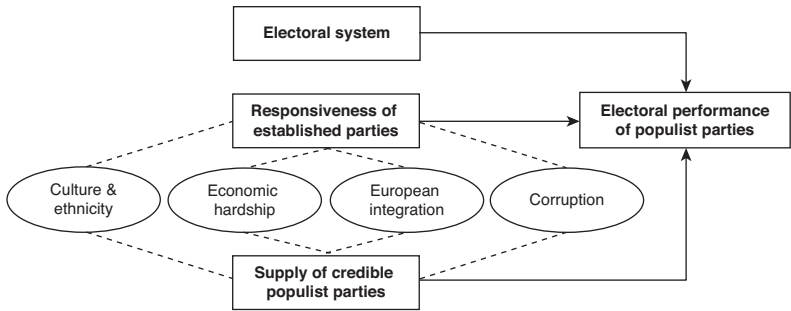 Electoral system
Responsiveness of
established parties
Electoral performance
of populist parties
Culture &
ethnicity
Economic
hardship
European
integration
Corruption
Supply of credible
populist parties